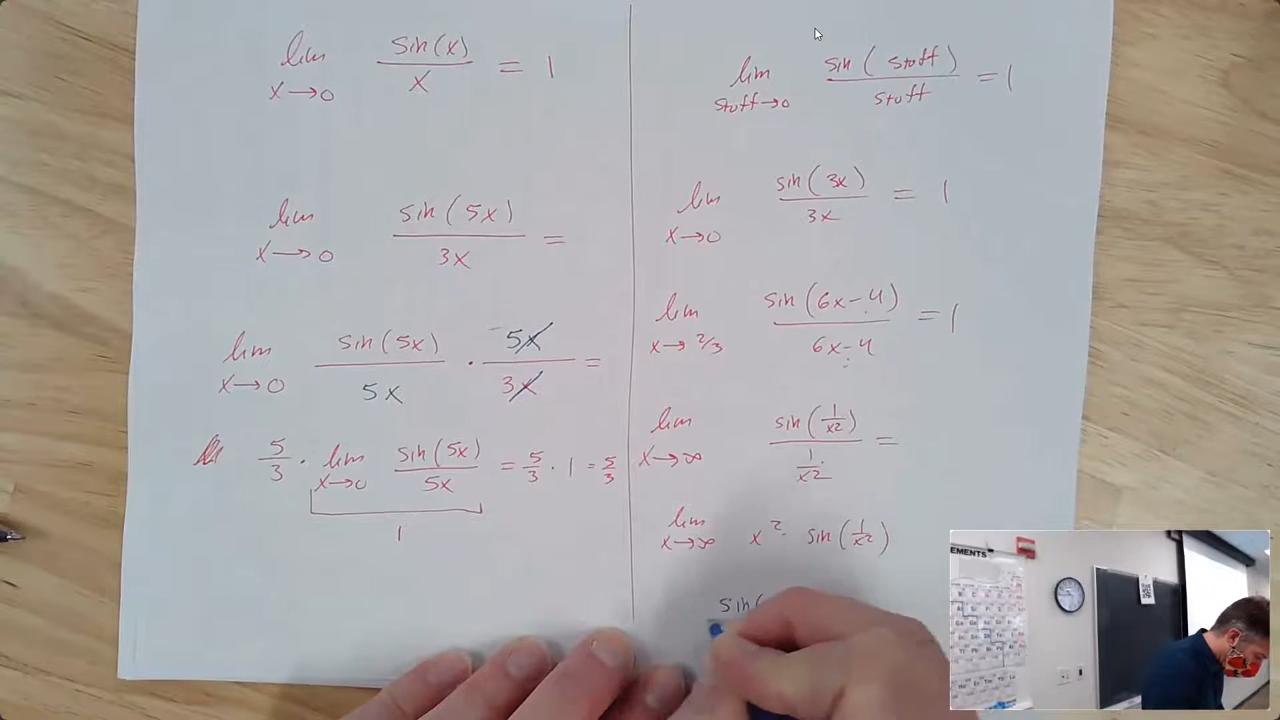 lim x→0 sin(x)/x = 1
lim x→0 sin(5x)/3x =
lim x→0 sin(5x)/5x · 5x/3x =
5/3 · lim x→0 sin(5x)/5x = 5/3 · 1 = 5/3
1
lim stuff→0 sin(stuff)/stuff = 1
lim x→0 sin(3x)/3x = 1
lim x→2/3 sin(6x-4)/6x-4 = 1
lim x→∞ sin(1/x²)/1/x² =
lim x→∞ x² · sin(1/x²)
sin(
EMENTS